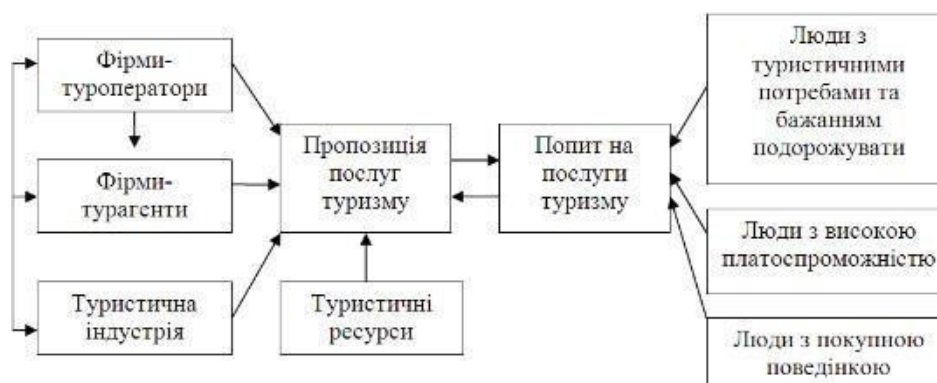 Фірми-
туроператори
Фірми-
турагенти
Туристична
індустрія
Пропозиція
послуг
туризму
Туристичні
ресурси
Попит на
послуги
туризму
Люди з
туристичними
потребами та
бажанням
подорожувати
Люди з високою
платоспроможністю
Люди з покупною
поведінкою